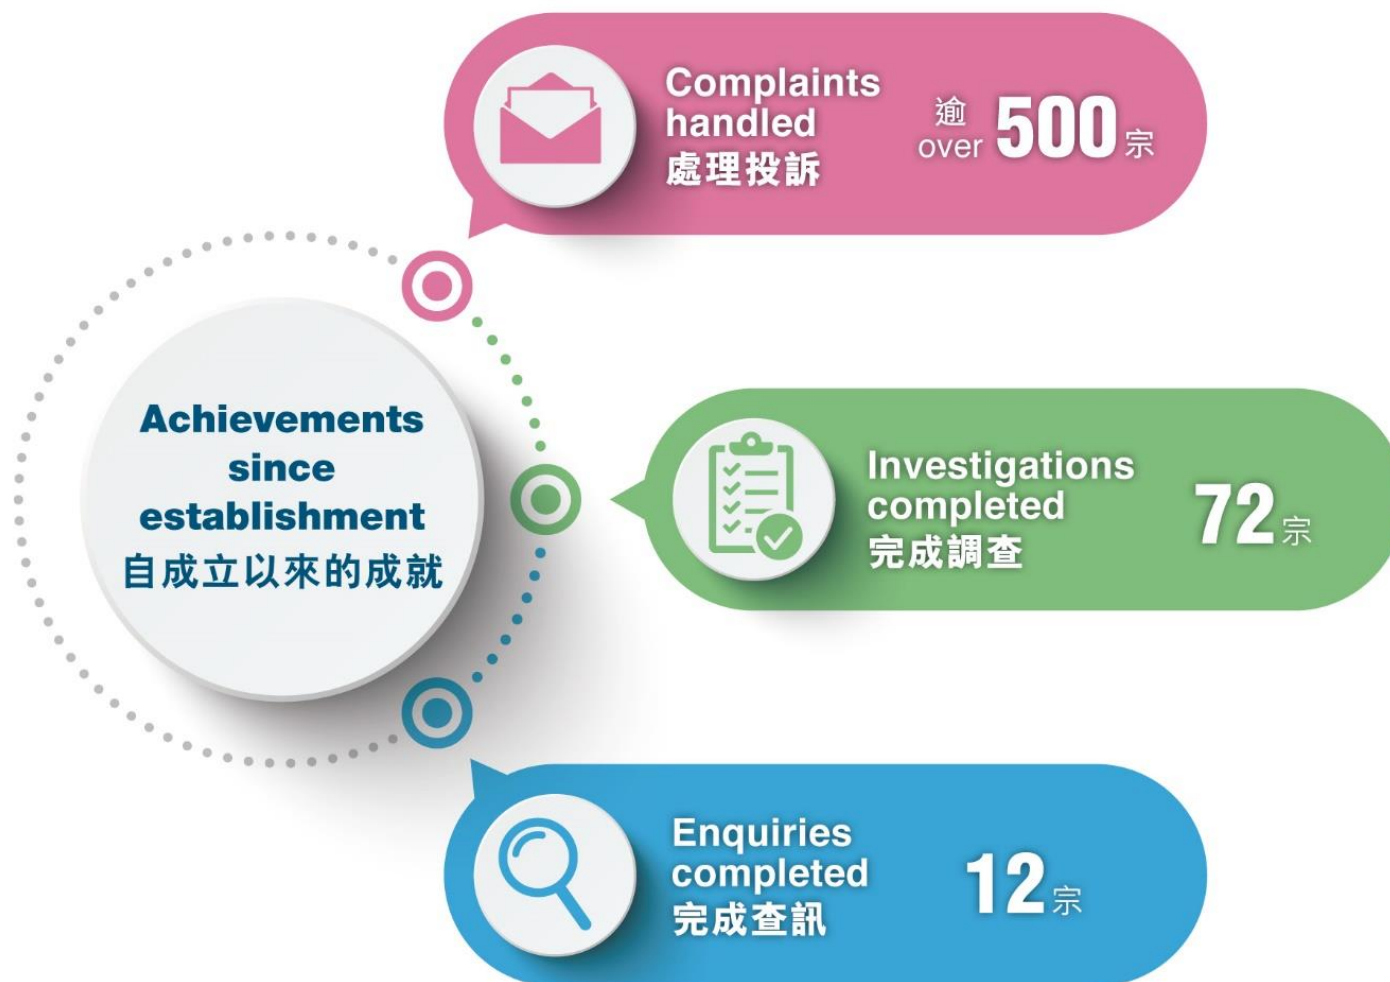 Complaints
handled
處理投訴
逾
over 500 宗
Achievements
since
establishment
自成立以來的成就
Investigations
completed
完成調查
72 宗
Enquiries
completed
完成查訊
12 宗